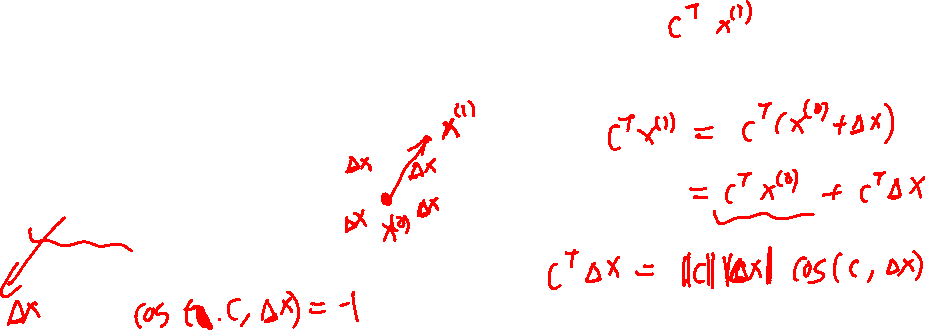 c^T x^(1)
x^(1)
Δx
Δx
Δx
Δx
x^(0)
c^T x^(1) = c^T (x^(0) + Δx)
= c^T x^(0) + c^T Δx
c^T Δx = ||c|| ||Δx|| cos(c, Δx)
Δx
cos( . c, Δx) = -1